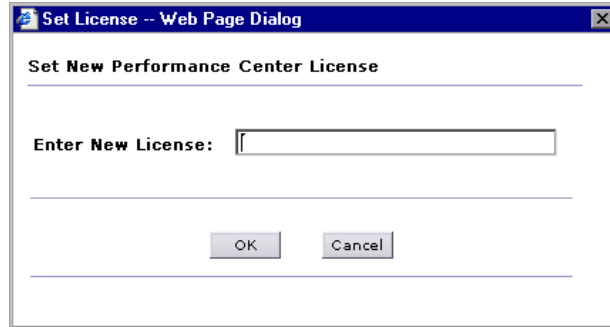 Set License -- Web Page Dialog
Set New Performance Center License
Enter New License:
OK Cancel